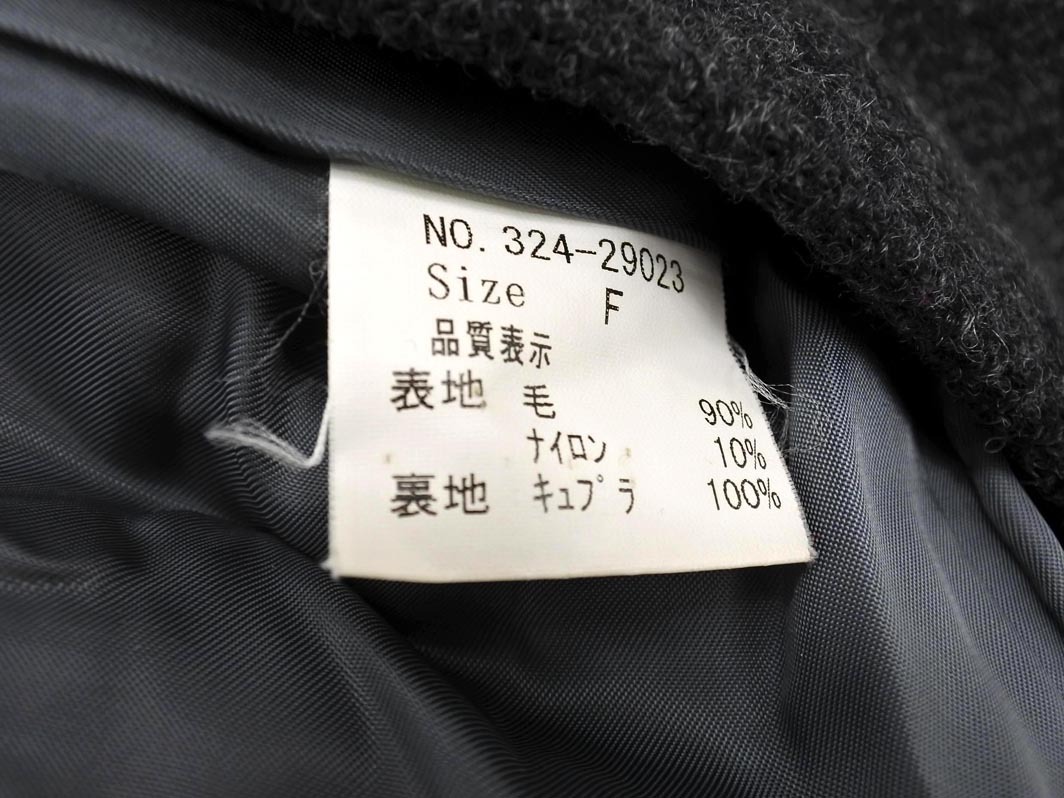 NO. 324-29023
Size F
品質表示
表地 毛 90%
ナイロン 10%
裏地 キュプラ 100%